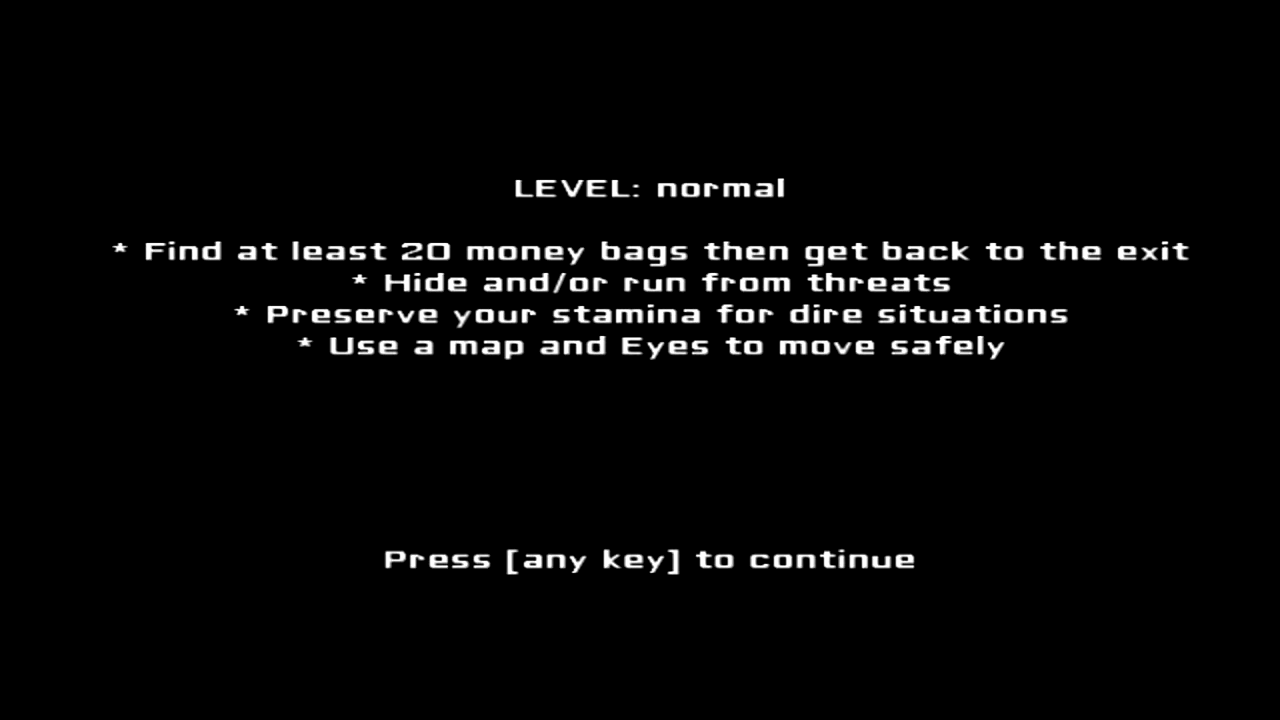 LEVEL: normal
* Find at least 20 money bags then get back to the exit
* Hide and/or run from threats
* Preserve your stamina for dire situations
* Use a map and Eyes to move safely
Press [any key] to continue